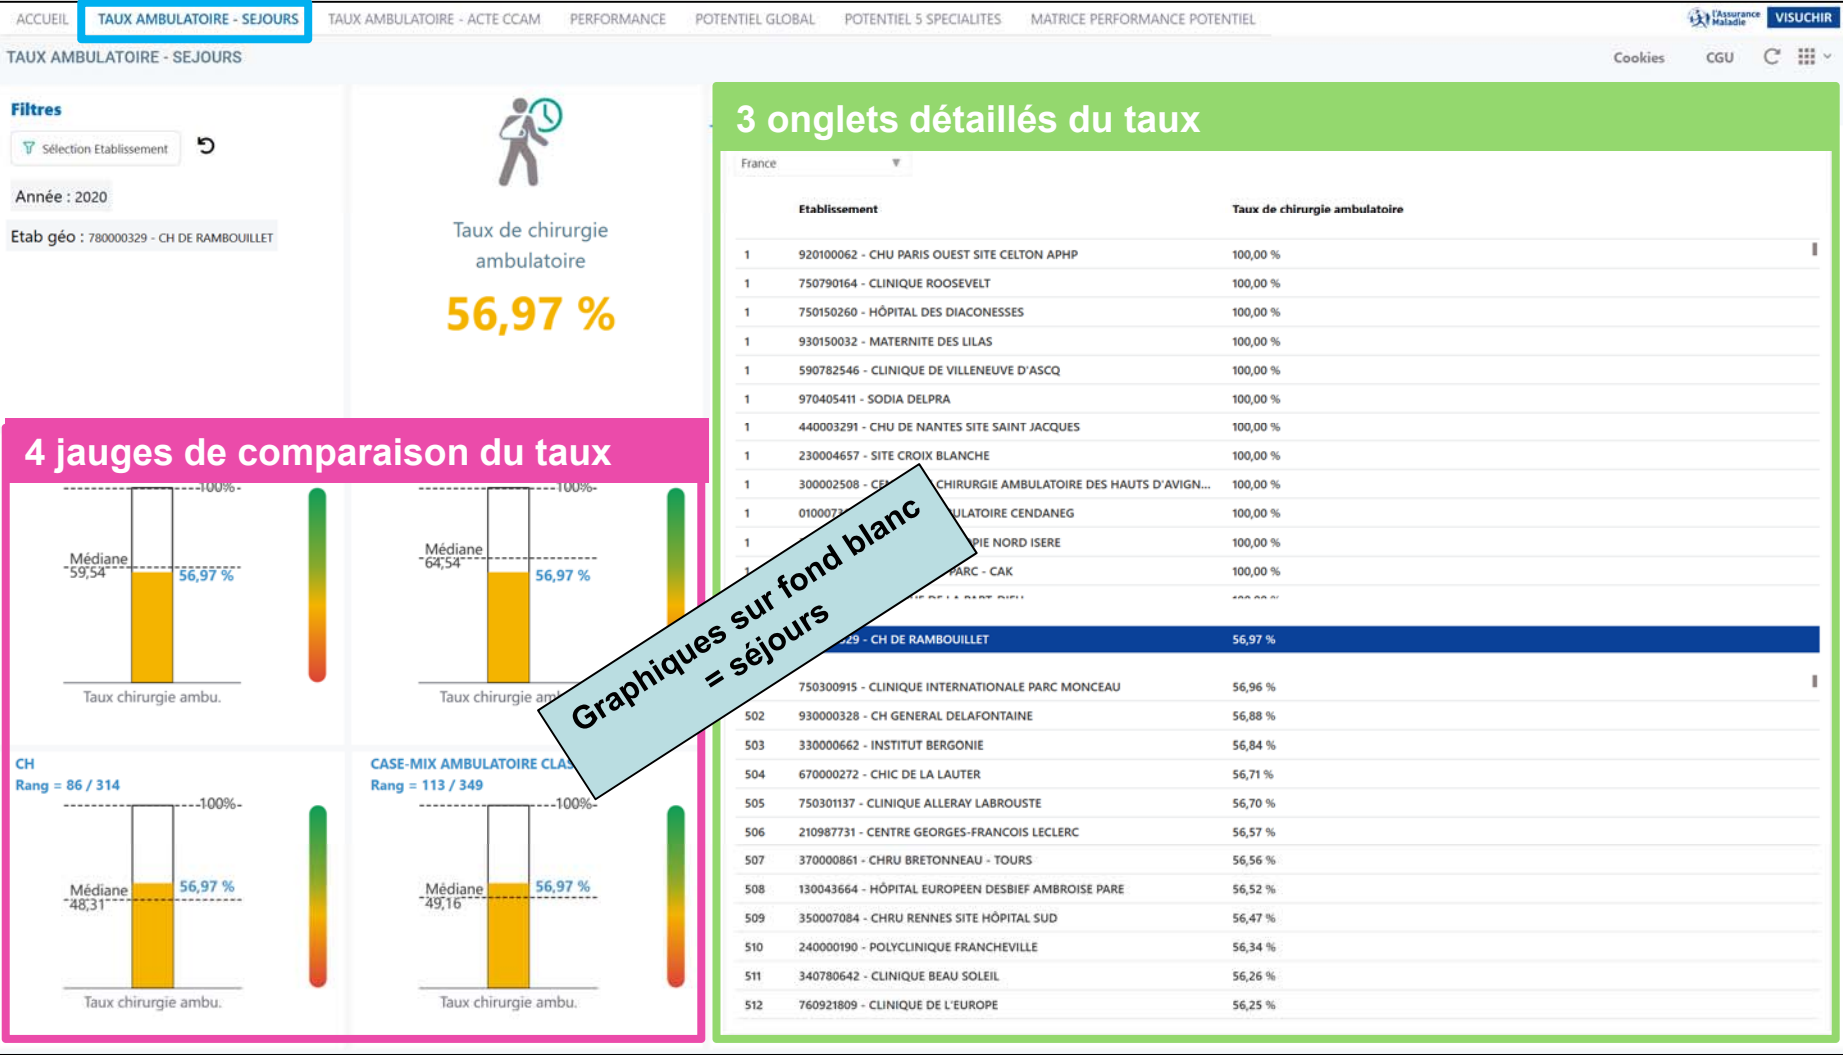 ACCUEIL TAUX AMBULATOIRE - SEJOURS TAUX AMBULATOIRE - ACTE CCAM PERFORMANCE POTENTIEL GLOBAL POTENTIEL 5 SPECIALITES MATRICE PERFORMANCE POTENTIEL
l'Assurance Maladie VISUCHIR
TAUX AMBULATOIRE - SEJOURS
Cookies CGU
Filtres
Sélection Etablissement
Année : 2020
Etab géo : 780000329 - CH DE RAMBOUILLET
Taux de chirurgie
ambulatoire
56,97 %
4 jauges de comparaison du taux
100%
Médiane
59,54
56,97 %
Taux chirurgie ambu.
100%
Médiane
64,54
56,97 %
Taux chirurgie
CH
Rang = 86 / 314
100%
Médiane
48,31
56,97 %
Taux chirurgie ambu.
CASE-MIX AMBULATOIRE
Rang = 113 / 349
100%
Médiane
49,16
56,97 %
Taux chirurgie ambu.
Graphiques sur fond blanc
= séjours
3 onglets détaillés du taux
France
Etablissement Taux de chirurgie ambulatoire
1 920100062 - CHU PARIS OUEST SITE CELTON APHP 100,00 %
1 750790164 - CLINIQUE ROOSEVELT 100,00 %
1 750150260 - HÔPITAL DES DIACONESSES 100,00 %
1 930150032 - MATERNITE DES LILAS 100,00 %
1 590782546 - CLINIQUE DE VILLENEUVE D'ASCQ 100,00 %
1 970405411 - SODIA DELPRA 100,00 %
1 440003291 - CHU DE NANTES SITE SAINT JACQUES 100,00 %
1 230004657 - SITE CROIX BLANCHE 100,00 %
1 300002508 - CHIRURGIE AMBULATOIRE DES HAUTS D'AVIGN... 100,00 %
1 CENDANEG 100,00 %
1 NORD ISERE 100,00 %
1 PARC - CAK 100,00 %
- CH DE RAMBOUILLET 56,97 %
750300915 - CLINIQUE INTERNATIONALE PARC MONCEAU 56,96 %
502 930000328 - CH GENERAL DELAFONTAINE 56,88 %
503 330000662 - INSTITUT BERGONIE 56,84 %
504 670000272 - CHIC DE LA LAUTER 56,71 %
505 750301137 - CLINIQUE ALLERAY LABROUSTE 56,70 %
506 210987731 - CENTRE GEORGES-FRANCOIS LECLERC 56,57 %
507 370000861 - CHRU BRETONNEAU - TOURS 56,56 %
508 130043664 - HÔPITAL EUROPEEN DESBIEF AMBROISE PARE 56,52 %
509 350007084 - CHRU RENNES SITE HÔPITAL SUD 56,47 %
510 240000190 - POLYCLINIQUE FRANCHEVILLE 56,34 %
511 340780642 - CLINIQUE BEAU SOLEIL 56,26 %
512 760921809 - CLINIQUE DE L'EUROPE 56,25 %